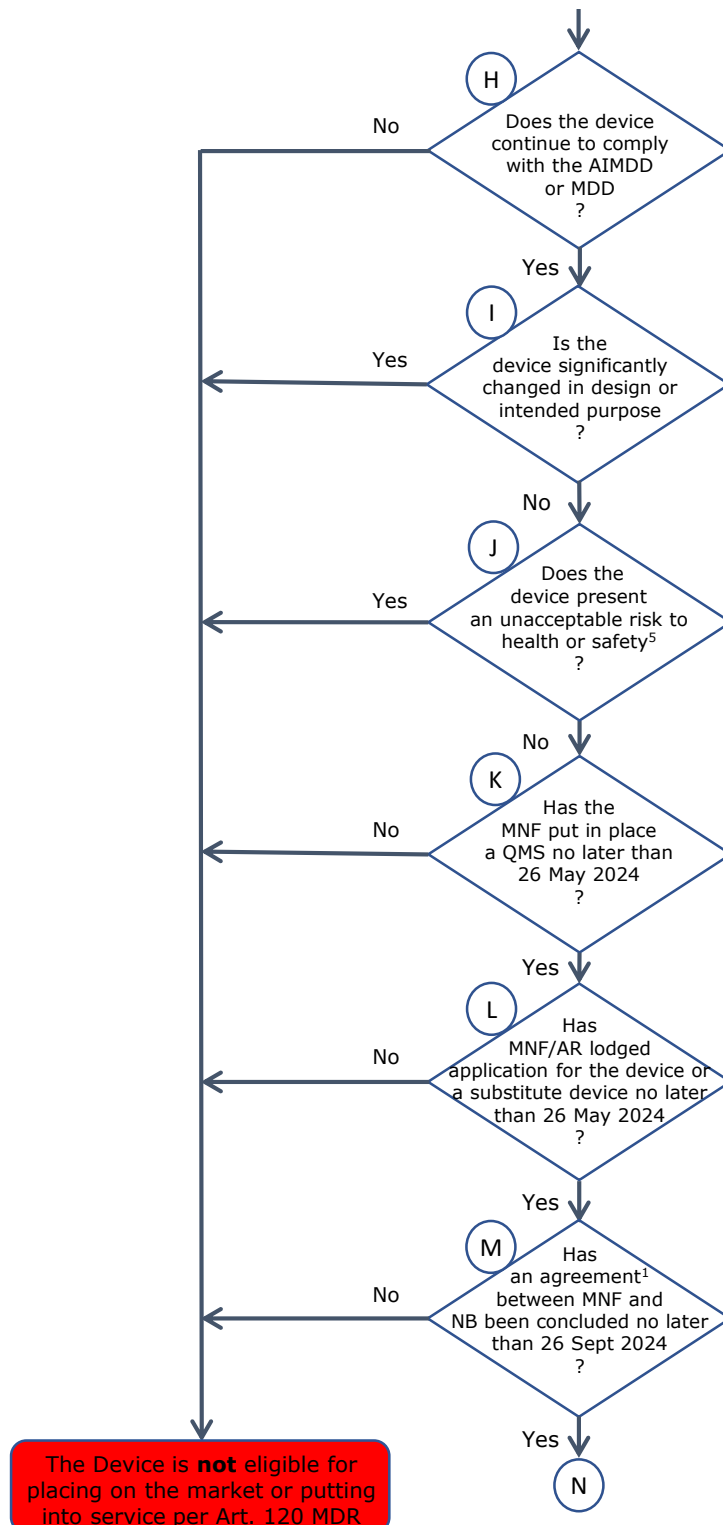 H
No
Does the device
continue to comply
with the AIMDD
or MDD
?
Yes
I
Is the
Yes
device significantly
changed in design or
intended purpose
?
No
J
Does the
Yes
device present
an unacceptable risk to
health or safety⁵
?
No
K
Has the
No
MNF put in place
a QMS no later than
26 May 2024
?
Yes
L
Has
No
MNF/AR lodged
application for the device or
a substitute device no later
than 26 May 2024
?
Yes
M
Has
an agreement¹
No
between MNF and
NB been concluded no later
than 26 Sept 2024
?
Yes
N
The Device is not eligible for
placing on the market or putting
into service per Art. 120 MDR